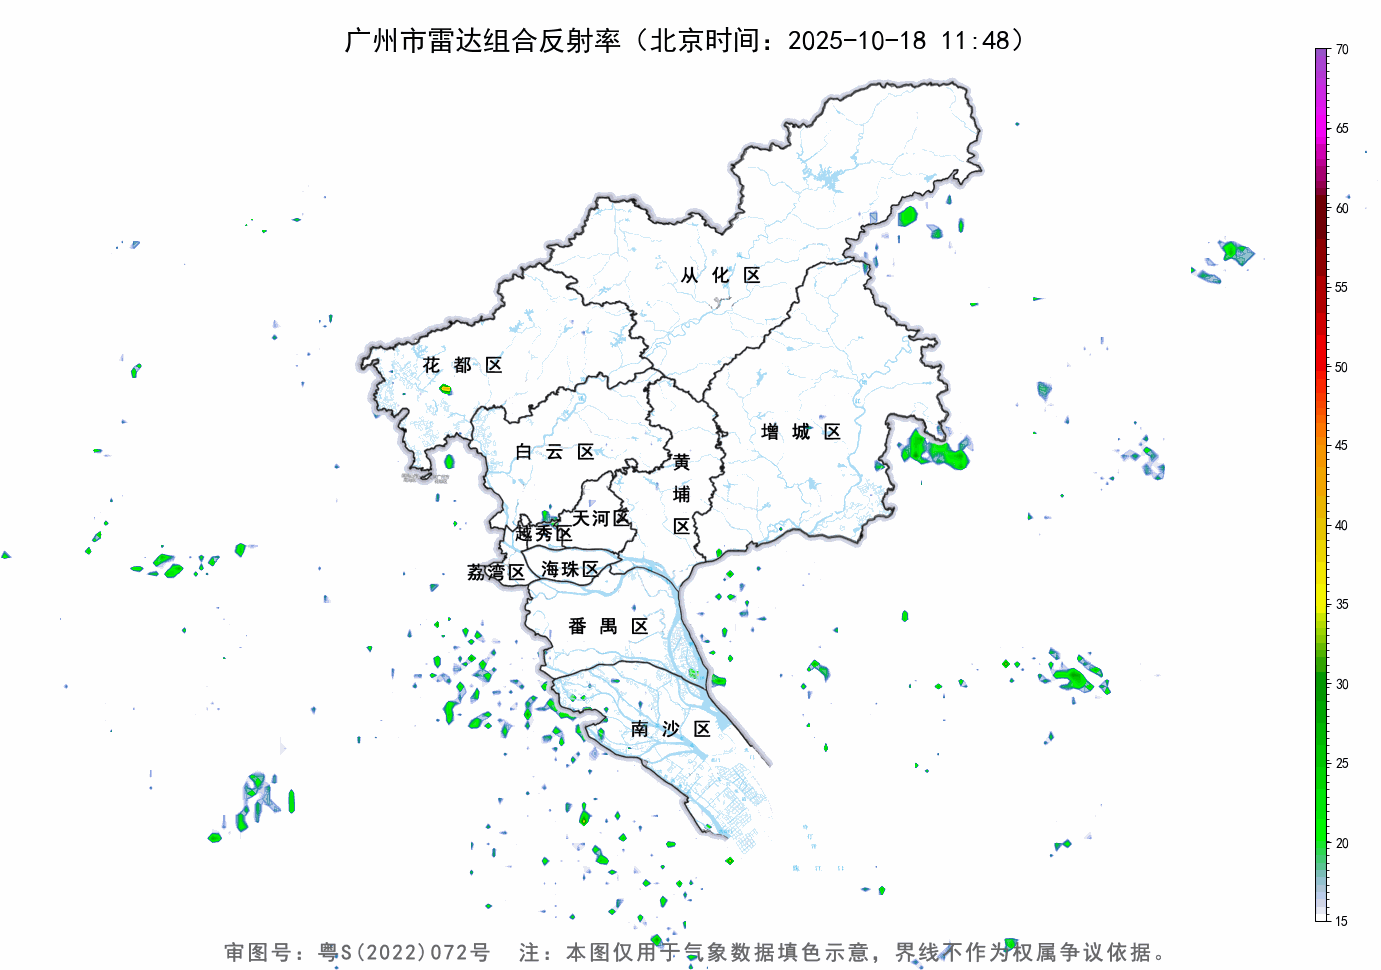 广州市雷达组合反射率（北京时间：2025-10-18 11:48）
70
65
60
55
50
45
40
35
30
25
20
15
从化区
花都区
增城区
白云区
黄埔区
天河区
越秀区
荔湾区
海珠区
番禺区
南沙区
审图号：粤S(2022)072号 注：本图仅用于气象数据填色示意，界线不作为权属争议依据。